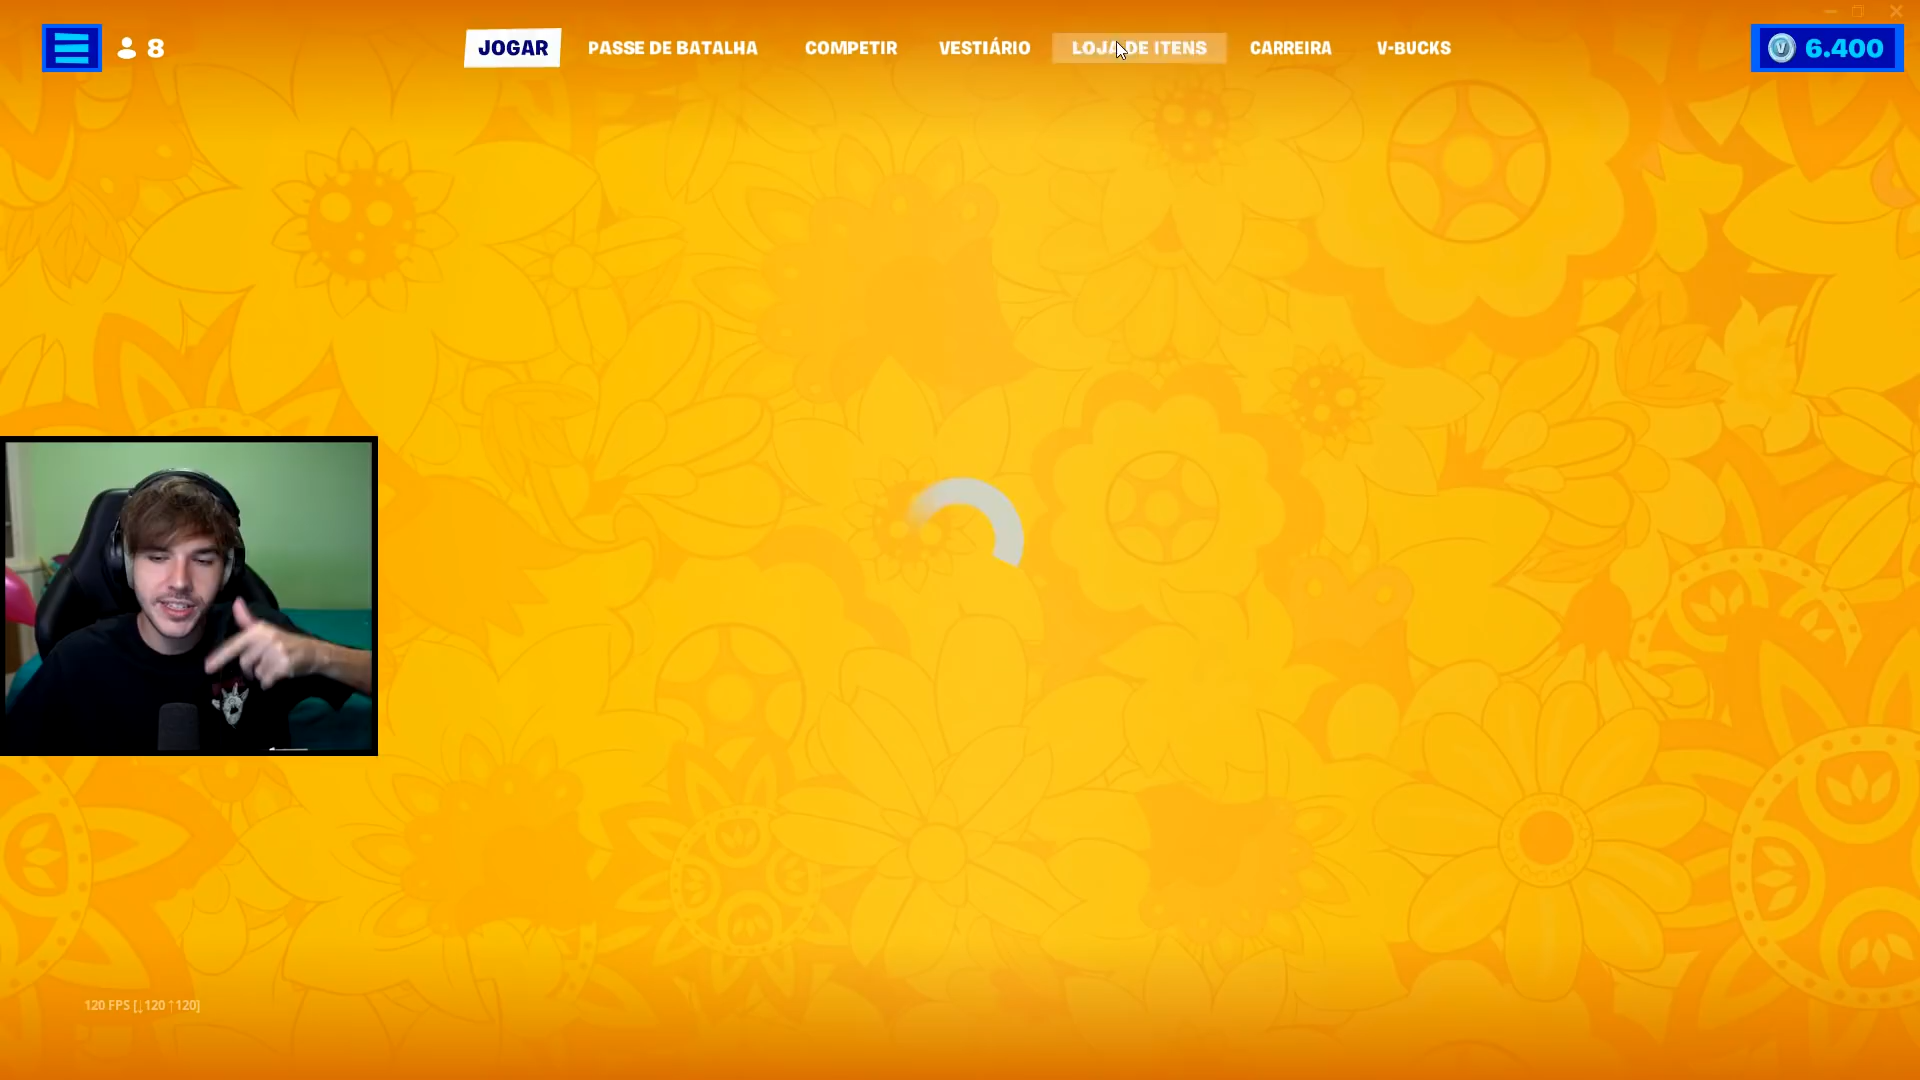 8
JOGAR
PASSE DE BATALHA
COMPETIR
VESTIÁRIO
LOJA DE ITENS
CARREIRA
V-BUCKS
V 6.400
120 FPS [↓120 ↑120]